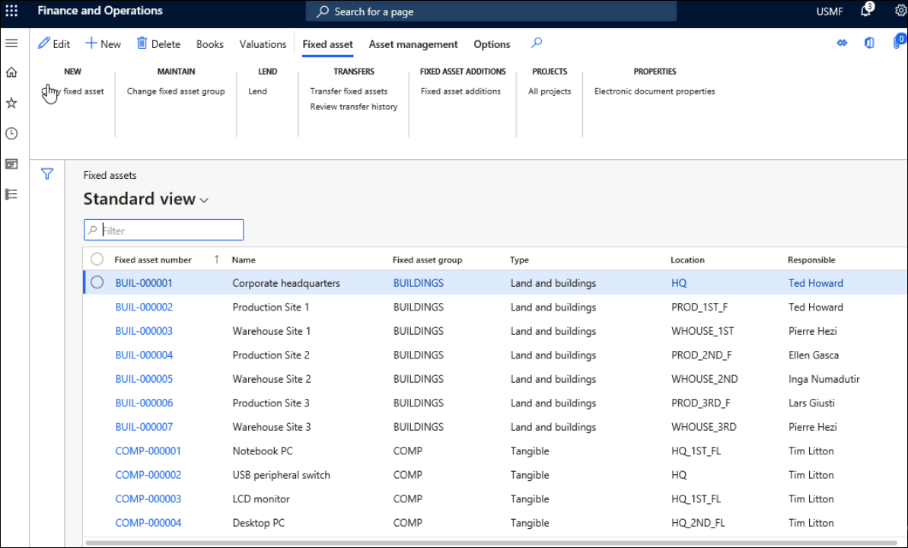 Finance and Operations
Search for a page
USMF
3
Edit New Delete Books Valuations Fixed asset Asset management Options
0
NEW MAINTAIN LEND TRANSFERS FIXED ASSET ADDITIONS PROJECTS PROPERTIES
fixed asset Change fixed asset group Lend Transfer fixed assets Fixed asset additions All projects Electronic document properties
Review transfer history
Fixed assets
Standard view
Filter
Fixed asset number Name Fixed asset group Type Location Responsible
BUIL-000001 Corporate headquarters BUILDINGS Land and buildings HQ Ted Howard
BUIL-000002 Production Site 1 BUILDINGS Land and buildings PROD_1ST_F Ted Howard
BUIL-000003 Warehouse Site 1 BUILDINGS Land and buildings WHOUSE_1ST Pierre Hezi
BUIL-000004 Production Site 2 BUILDINGS Land and buildings PROD_2ND_F Ellen Gasca
BUIL-000005 Warehouse Site 2 BUILDINGS Land and buildings WHOUSE_2ND Inga Numadutir
BUIL-000006 Production Site 3 BUILDINGS Land and buildings PROD_3RD_F Lars Giusti
BUIL-000007 Warehouse Site 3 BUILDINGS Land and buildings WHOUSE_3RD Pierre Hezi
COMP-000001 Notebook PC COMP Tangible HQ_1ST_FL Tim Litton
COMP-000002 USB peripheral switch COMP Tangible HQ Tim Litton
COMP-000003 LCD monitor COMP Tangible HQ_1ST_FL Tim Litton
COMP-000004 Desktop PC COMP Tangible HQ_2ND_FL Tim Litton